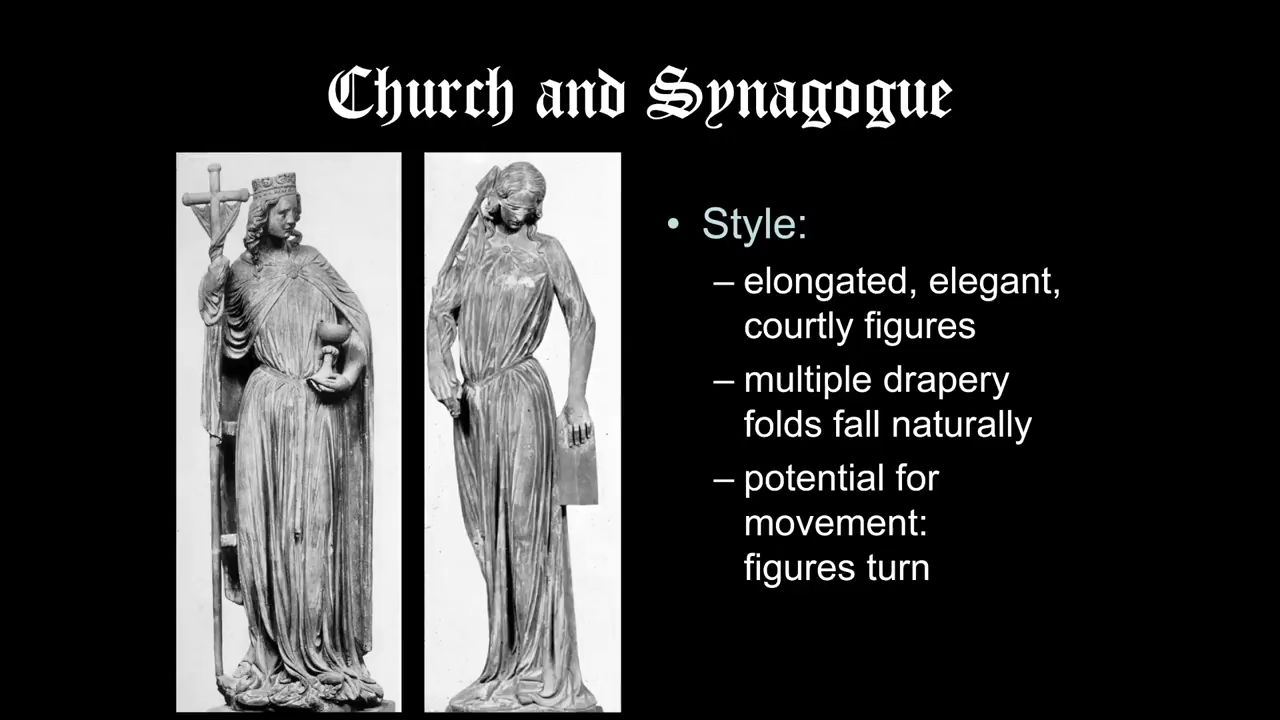 Church and Synagogue
• Style:
– elongated, elegant,
courtly figures
– multiple drapery
folds fall naturally
– potential for
movement:
figures turn